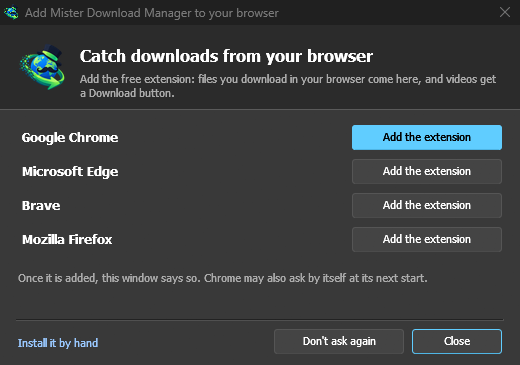 Add Mister Download Manager to your browser
Catch downloads from your browser
Add the free extension: files you download in your browser come here, and videos get
a Download button.
Google Chrome
Add the extension
Microsoft Edge
Add the extension
Brave
Add the extension
Mozilla Firefox
Add the extension
Once it is added, this window says so. Chrome may also ask by itself at its next start.
Install it by hand
Don't ask again
Close